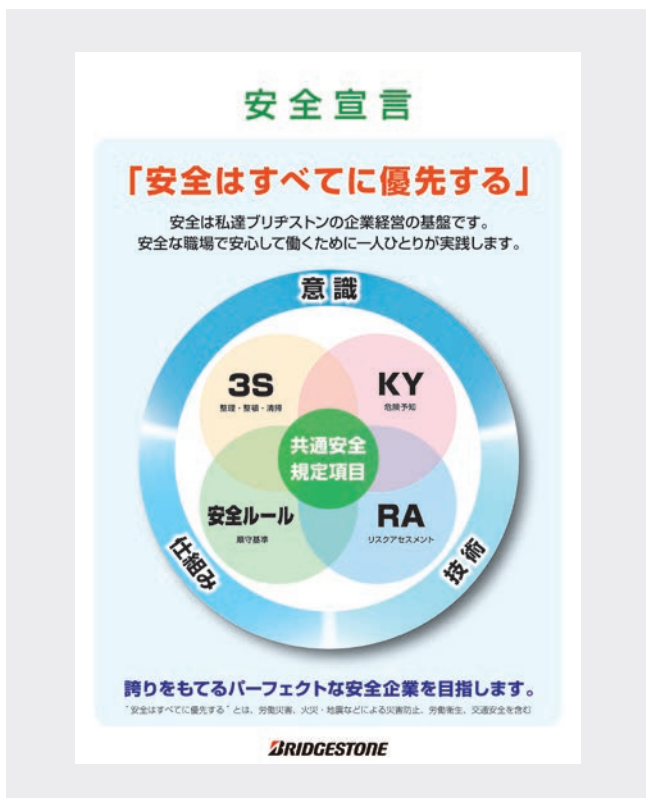 安全宣言
「安全はすべてに優先する」
安全は私達ブリヂストンの企業経営の基盤です。
安全な職場で安心して働くために一人ひとりが実践します。
意識
3S
整理・整頓・清掃
KY
危険予知
共通安全
規定項目
安全ルール
順守基準
RA
リスクアセスメント
仕組み
技術
誇りをもてるパーフェクトな安全企業を目指します。
"安全はすべてに優先する"とは、労働災害、火災・地震などによる災害防止、労働衛生、交通安全を含む
BRIDGESTONE